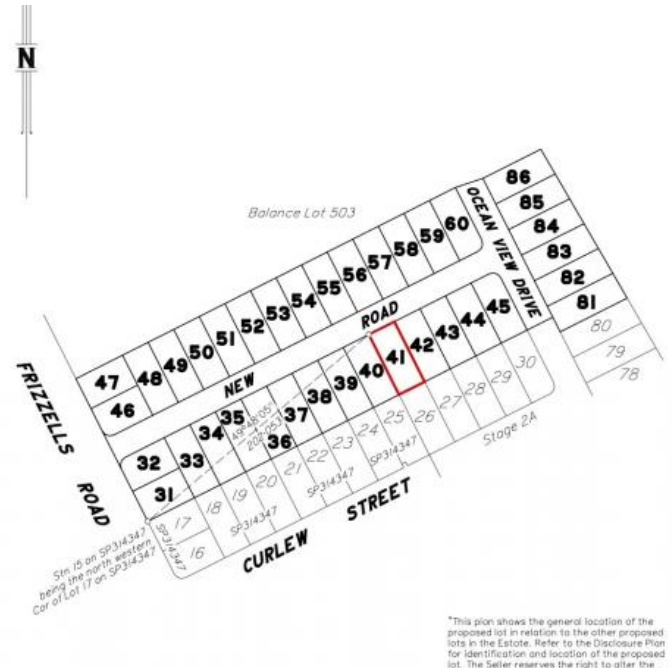 N
Balance Lot 503
86
85
84
83
82
81
80
79
78
OCEAN VIEW DRIVE
60
59
58
57
56
55
54
53
52
51
50
49
48
47
46
NEW ROAD
45
44
43
42
41
40
39
38
37
36
35
34
33
32
31
30
29
28
27
26
25
24
23
22
21
20
19
18
17
16
49°48'05"
202·053
SP314347
SP314347
SP314347
SP314347
Stage 2A
FRIZZELLS ROAD
CURLEW STREET
Stn 15 on SP314347
being the north western
Cor of Lot 17 on SP314347
"This plan shows the general location of the
proposed lot in relation to the other proposed
lots in the Estate. Refer to the Disclosure Plan
for identification and location of the proposed
lot. The Seller reserves the right to alter the